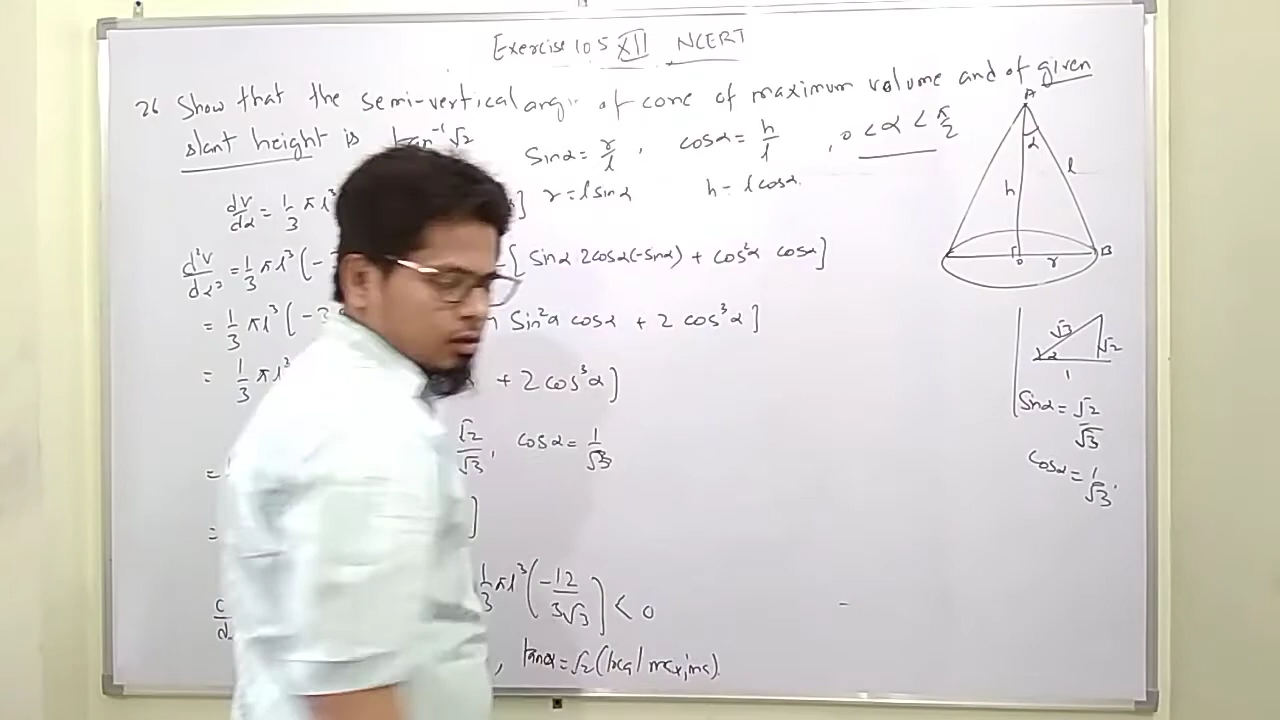 Exercise 10 5 XII NCERT
26 Show that the semi-vertical of cone of maximum volume and of given
slant height is tan⁻¹√2
sinα = r/l , cosα = h/l , 0 < α < π/2
r = l sinα h = l cosα
dV/dα = 1/3 πl³ ]
d²V/dα² = 1/3 πl³ (- [ sinα 2cosα(-sinα) + cos²α cosα ]
= 1/3 πl³ (-3 sin²α cosα + 2 cos³α ]
= 1/3 πl³ + 2 cos³α )
= √2/√3 , cosα = 1/√3
= ]
1/3 πl³ ( -12/3√3 ) < 0
, tanα = √2 (local maxima)
A
α
h
l
O
r
B
√3
√2
α
1
Sinα = √2/√3
cosα = 1/√3 .